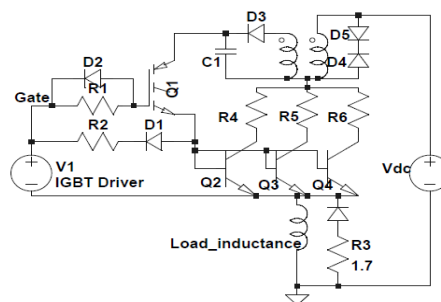 D3
D5
D2
C1
D4
Q1
Gate
R1
R4
R5
R6
R2
D1
V1
IGBT Driver
Q2
Q3
Q4
Vdc
Load_inductance
R3
1.7